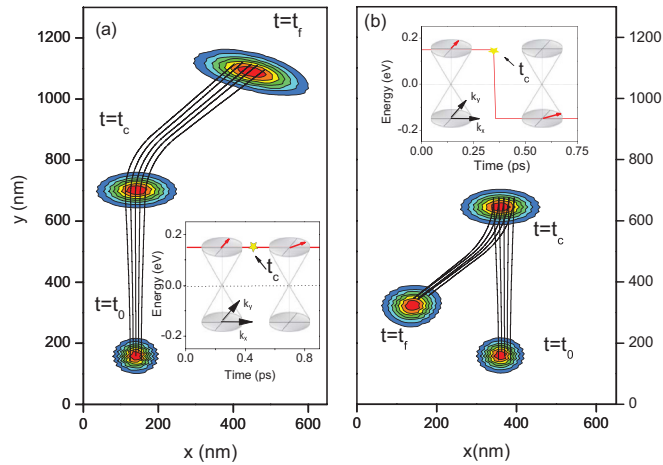 (a)
t=t_f
t=t_c
t=t_0
1200
1000
800
600
400
200
0
y (nm)
0 200 400 600
x (nm)
Energy (eV)
0.2
0.0
-0.2
t_c
k_y
k_x
0.0 0.4 0.8
Time (ps)
(b)
Energy (eV)
0.2
0.0
-0.2
t_c
k_y
k_x
0.00 0.25 0.50 0.75
Time (ps)
t=t_c
t=t_f
t=t_0
1200
1000
800
600
400
200
0
0 200 400 600
x(nm)